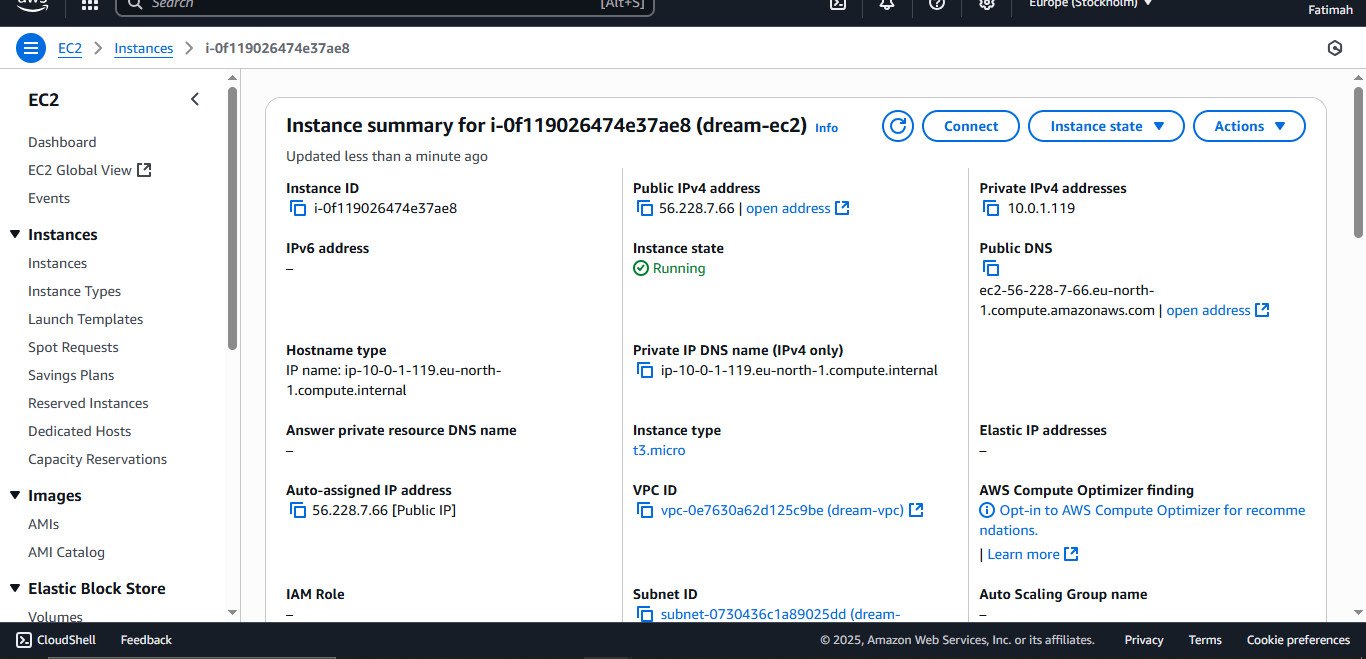 aws
Search
[Alt+S]
Europe (Stockholm)
Fatimah
EC2
Instances
i-0f119026474e37ae8
EC2
Dashboard
EC2 Global View
Events
Instances
Instances
Instance Types
Launch Templates
Spot Requests
Savings Plans
Reserved Instances
Dedicated Hosts
Capacity Reservations
Images
AMIs
AMI Catalog
Elastic Block Store
Volumes
Instance summary for i-0f119026474e37ae8 (dream-ec2) Info
Connect
Instance state
Actions
Updated less than a minute ago
Instance ID
i-0f119026474e37ae8
Public IPv4 address
56.228.7.66 | open address
Private IPv4 addresses
10.0.1.119
IPv6 address
–
Instance state
Running
Public DNS
ec2-56-228-7-66.eu-north-
1.compute.amazonaws.com | open address
Hostname type
IP name: ip-10-0-1-119.eu-north-
1.compute.internal
Private IP DNS name (IPv4 only)
ip-10-0-1-119.eu-north-1.compute.internal
Answer private resource DNS name
–
Instance type
t3.micro
Elastic IP addresses
–
Auto-assigned IP address
56.228.7.66 [Public IP]
VPC ID
vpc-0e7630a62d125c9be (dream-vpc)
AWS Compute Optimizer finding
Opt-in to AWS Compute Optimizer for recomme
ndations.
| Learn more
IAM Role
–
Subnet ID
subnet-0730436c1a89025dd (dream-
Auto Scaling Group name
–
CloudShell
Feedback
© 2025, Amazon Web Services, Inc. or its affiliates.
Privacy
Terms
Cookie preferences